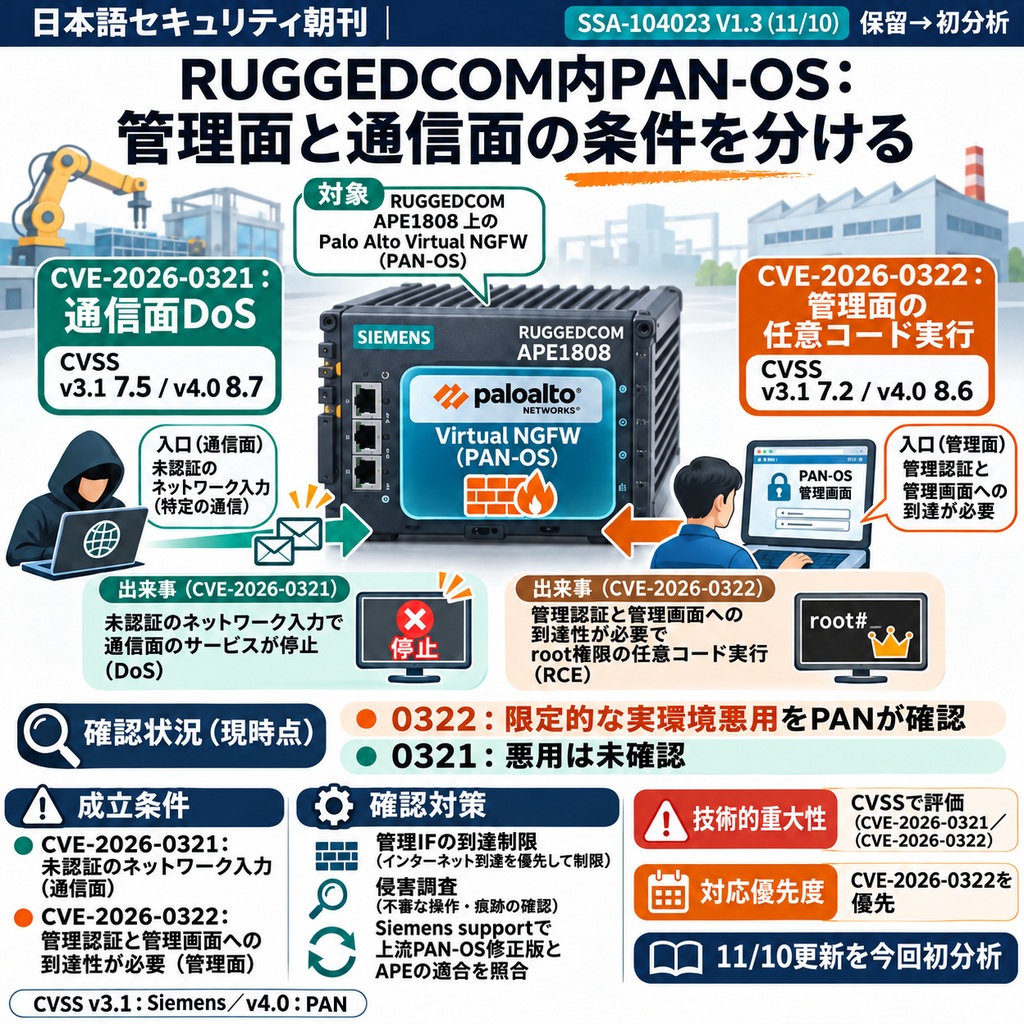 日本語セキュリティ朝刊
SSA-104023 V1.3 (11/10)
保留→初分析
RUGGEDCOM内PAN-OS:
管理面と通信面の条件を分ける
対象
RUGGEDCOM
APE1808 上の
Palo Alto Virtual NGFW
(PAN-OS)
CVE-2026-0321:
通信面DoS
CVSS
v3.1 7.5 / v4.0 8.7
CVE-2026-0322:
管理面の
任意コード実行
CVSS
v3.1 7.2 / v4.0 8.6
SIEMENS
RUGGEDCOM
APE1808
paloalto
NETWORKS
Virtual NGFW
(PAN-OS)
入口(通信面)
未認証の
ネットワーク入力
(特定の通信)
PAN-OS
管理画面
入口(管理面)
管理認証と
管理画面への
到達が必要
出来事(CVE-2026-0321)
未認証のネットワーク入力で
通信面のサービスが停止
(DoS)
停止
出来事(CVE-2026-0322)
管理認証と管理画面への
到達性が必要で
root権限の任意コード実行
(RCE)
root#_
確認状況(現時点)
0322:限定的な実環境悪用をPANが確認
0321:悪用は未確認
成立条件
CVE-2026-0321:
未認証のネットワーク入力
(通信面)
CVE-2026-0322:
管理認証と管理画面への
到達性が必要(管理面)
確認対策
管理IFの到達制限
(インターネット到達を優先して制限)
侵害調査
(不審な操作・痕跡の確認)
Siemens supportで
上流PAN-OS修正版と
APEの適合を照合
技術的重大性
CVSSで評価
(CVE-2026-0321/
(CVE-2026-0322)
対応優先度
CVE-2026-0322を
優先
11/10更新を今回初分析
CVSS v3.1:Siemens/v4.0:PAN